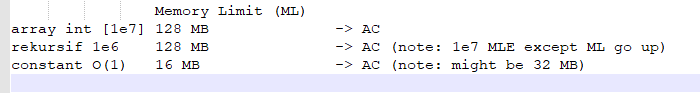 Memory Limit (ML)
array int [1e7] 128 MB -> AC
rekursif 1e6 128 MB -> AC (note: 1e7 MLE except ML go up)
constant O(1) 16 MB -> AC (note: might be 32 MB)